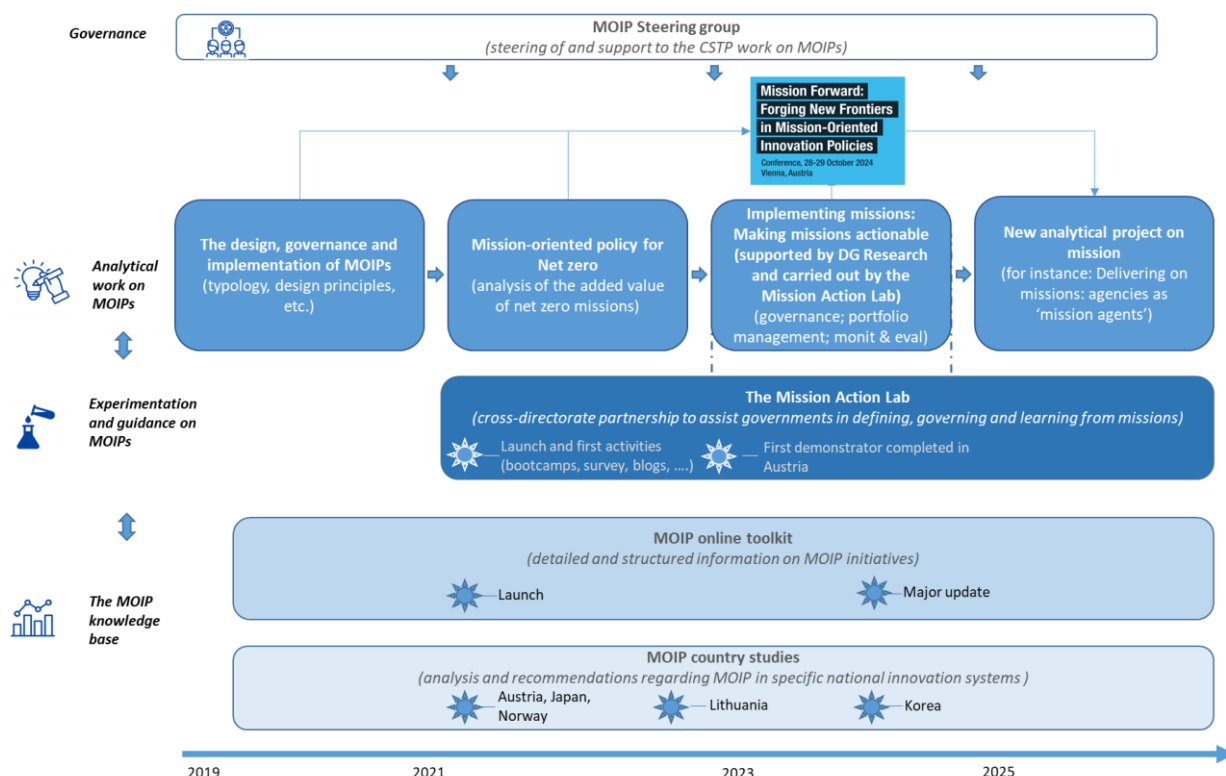 Governance
MOIP Steering group
(steering of and support to the CSTP work on MOIPs)
Mission Forward:
Forging New Frontiers
in Mission-Oriented
Innovation Policies
Conference, 28-29 October 2024
Vienna, Austria
Analytical
work on
MOIPs
The design, governance and
implementation of MOIPs
(typology, design principles,
etc.)
Mission-oriented policy for
Net zero
(analysis of the added value
of net zero missions)
Implementing missions:
Making missions actionable
(supported by DG Research
and carried out by the
Mission Action Lab)
(governance; portfolio
management; monit & eval)
New analytical project on
mission
(for instance: Delivering on
missions: agencies as
‘mission agents’)
Experimentation
and guidance on
MOIPs
The Mission Action Lab
(cross-directorate partnership to assist governments in defining, governing and learning from missions)
Launch and first activities
(bootcamps, survey, blogs, ....)
First demonstrator completed in
Austria
The MOIP
knowledge
base
MOIP online toolkit
(detailed and structured information on MOIP initiatives)
Launch
Major update
MOIP country studies
(analysis and recommendations regarding MOIP in specific national innovation systems )
Austria, Japan,
Norway
Lithuania
Korea
2019
2021
2023
2025